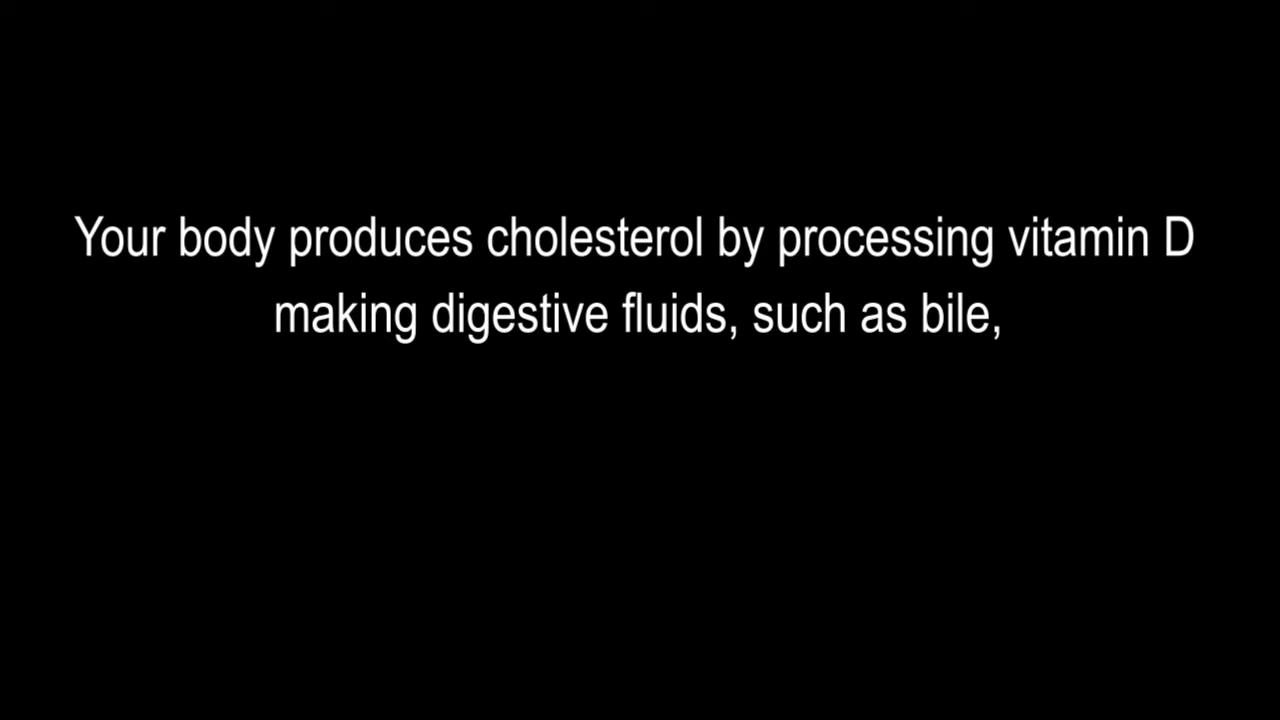 Your body produces cholesterol by processing vitamin D
making digestive fluids, such as bile,